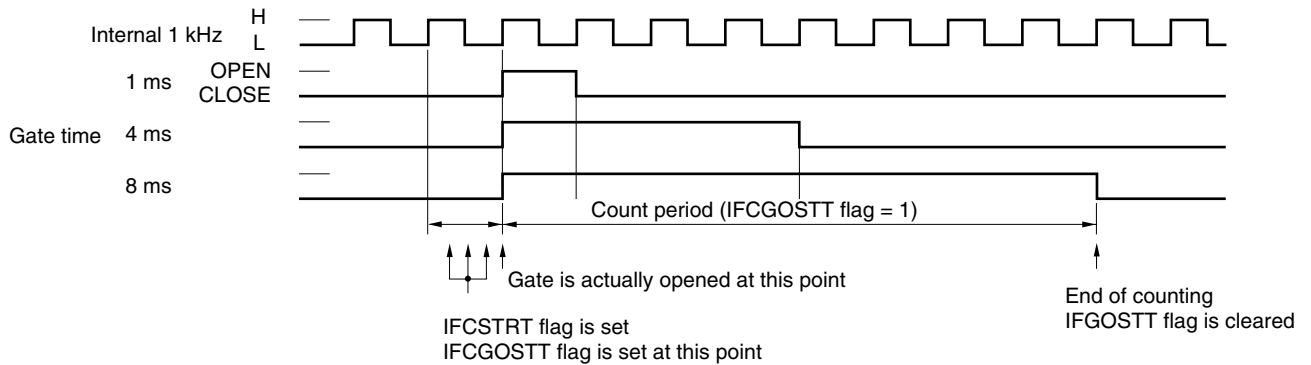 H
Internal 1 kHz
L
OPEN
1 ms
CLOSE
Gate time
4 ms
8 ms
Count period (IFCGOSTT flag = 1)
Gate is actually opened at this point
End of counting
IFGOSTT flag is cleared
IFCSTRT flag is set
IFCGOSTT flag is set at this point